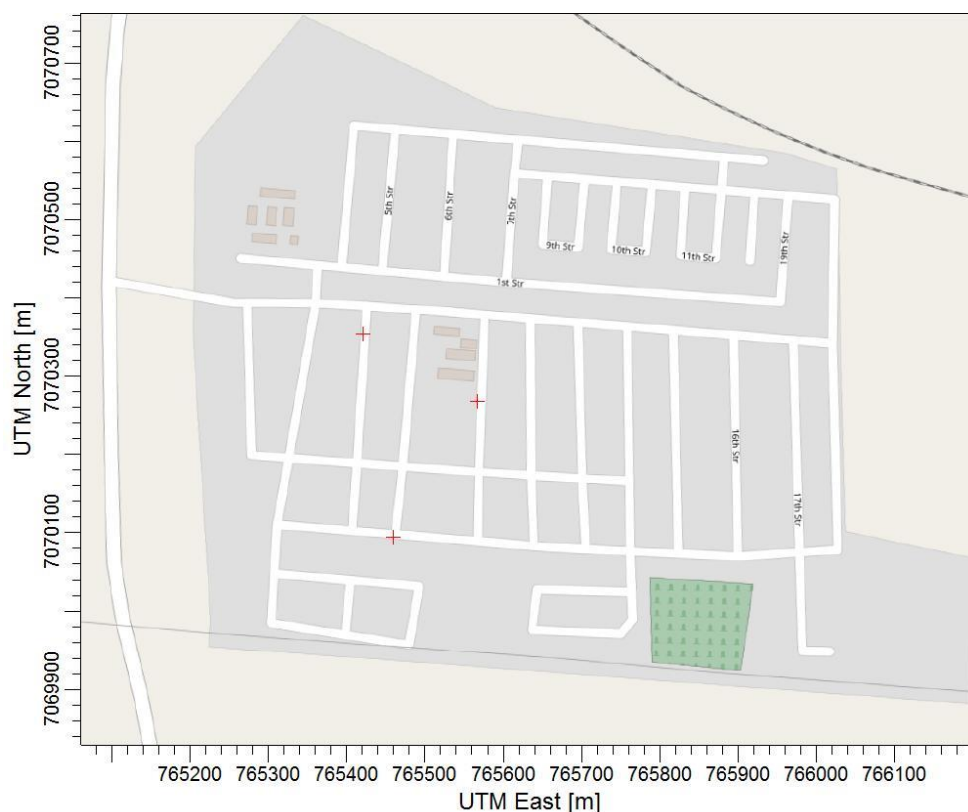 7070700
7070500
7070300
7070100
7069900
UTM North [m]
5th Str
6th Str
7th Str
9th Str
10th Str
11th Str
19th Str
1st Str
16th Str
17th Str
765200
765300
765400
765500
765600
765700
765800
765900
766000
766100
UTM East [m]